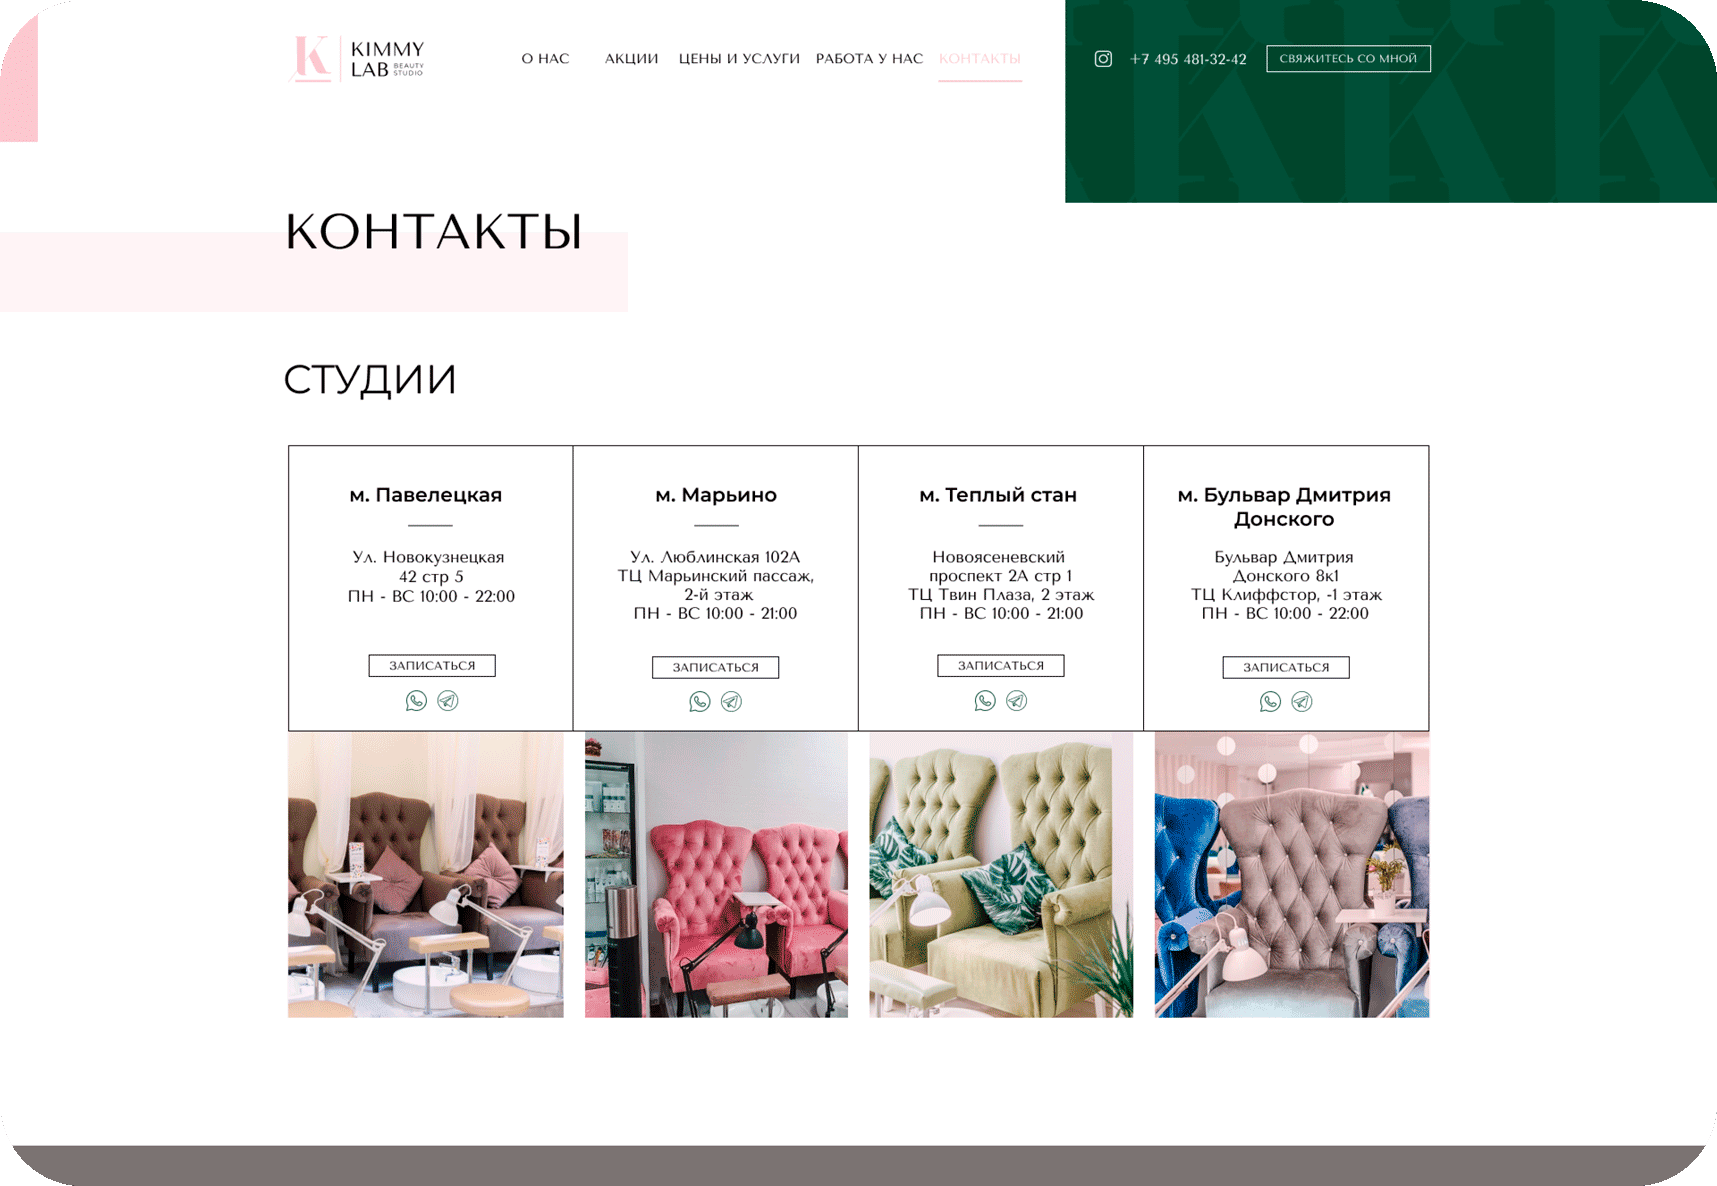 KIMMY
LAB BEAUTY STUDIO
О НАС
АКЦИИ
ЦЕНЫ И УСЛУГИ
РАБОТА У НАС
КОНТАКТЫ
+7 495 481-32-42
СВЯЖИТЕСЬ СО МНОЙ
КОНТАКТЫ
СТУДИИ
м. Павелецкая
Ул. Новокузнецкая
42 стр 5
ПН - ВС 10:00 - 22:00
ЗАПИСАТЬСЯ
м. Марьино
Ул. Люблинская 102А
ТЦ Марьинский пассаж,
2-й этаж
ПН - ВС 10:00 - 21:00
ЗАПИСАТЬСЯ
м. Теплый стан
Новоясеневский
проспект 2А стр 1
ТЦ Твин Плаза, 2 этаж
ПН - ВС 10:00 - 21:00
ЗАПИСАТЬСЯ
м. Бульвар Дмитрия
Донского
Бульвар Дмитрия
Донского 8к1
ТЦ Клиффстор, -1 этаж
ПН - ВС 10:00 - 22:00
ЗАПИСАТЬСЯ